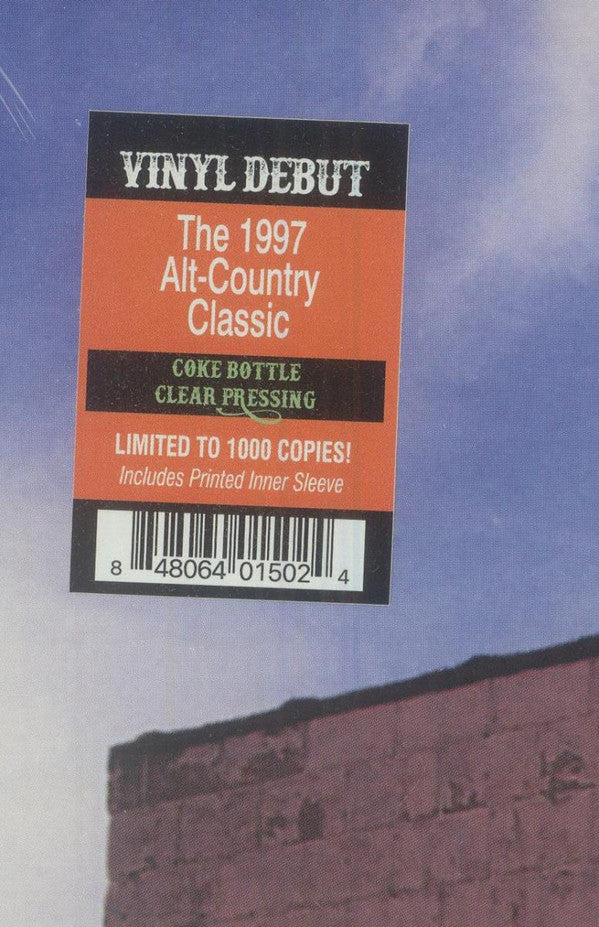 VINYL DEBUT
The 1997
Alt-Country
Classic
COKE BOTTLE
CLEAR PRESSING
LIMITED TO 1000 COPIES!
Includes Printed Inner Sleeve
8 48064 01502 4